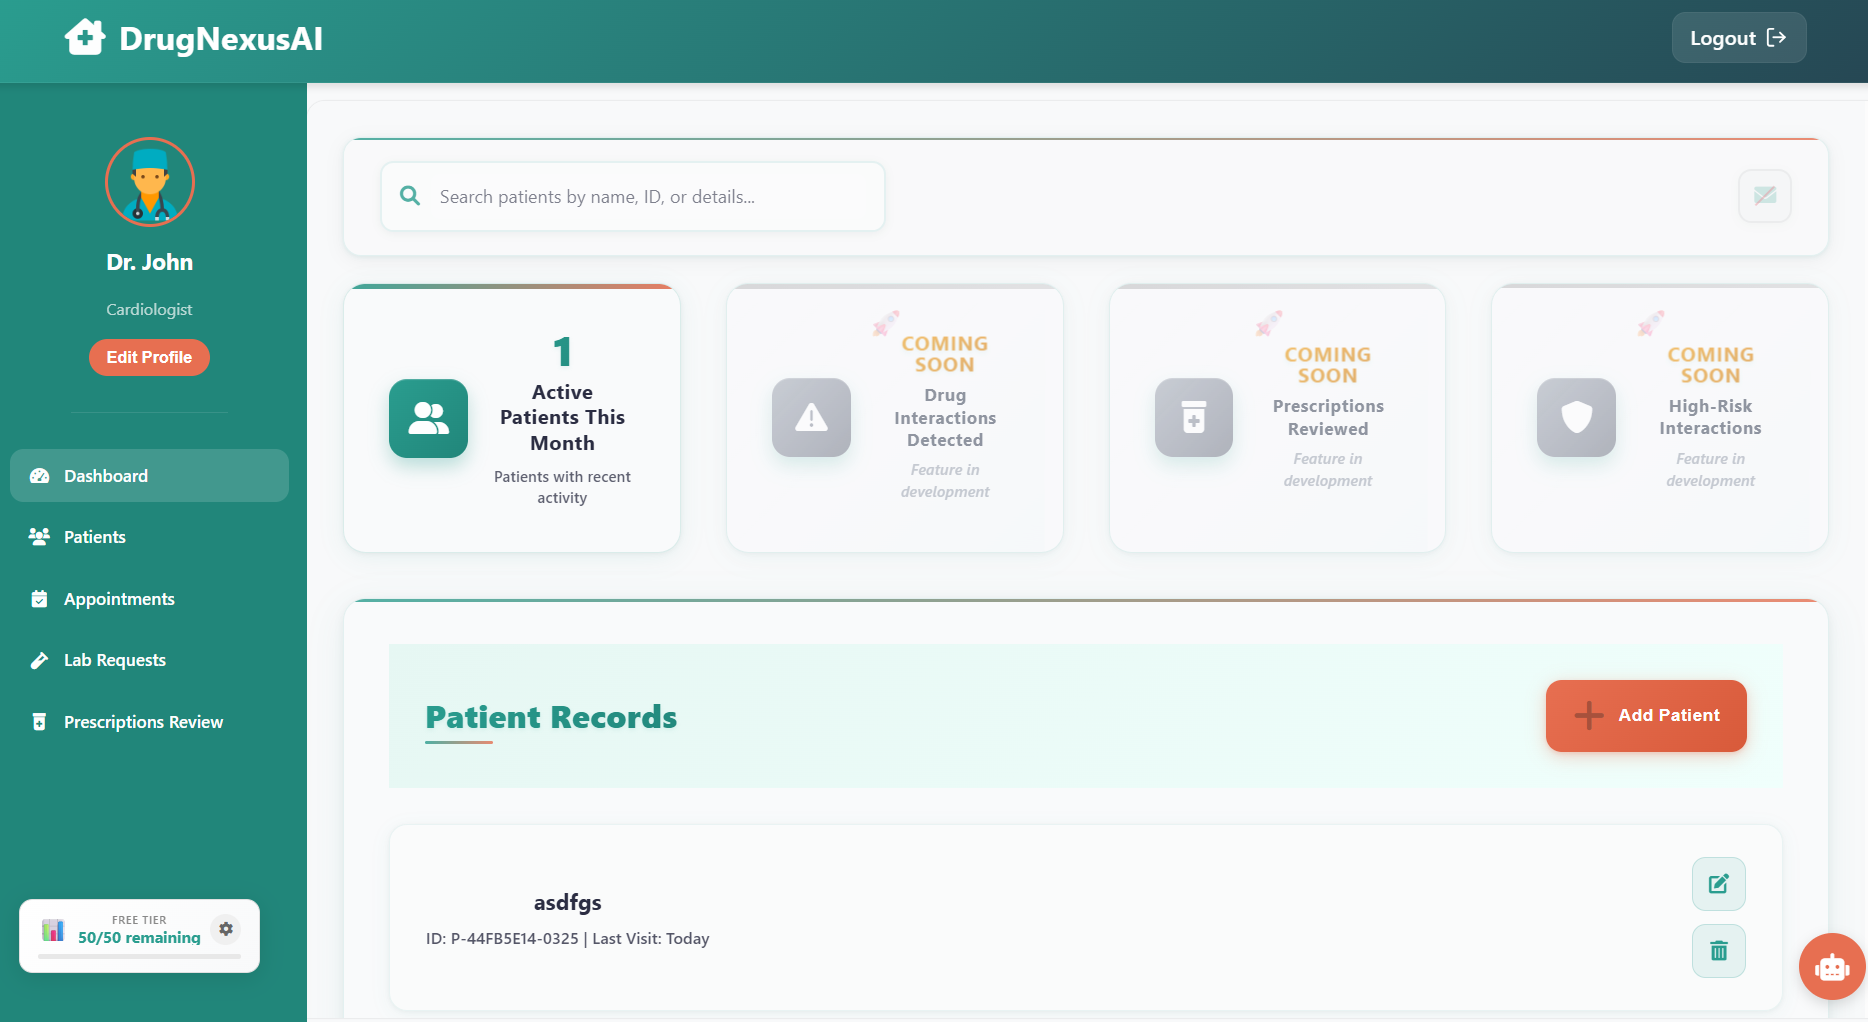 DrugNexusAI
Logout
Dr. John
Cardiologist
Edit Profile
Dashboard
Patients
Appointments
Lab Requests
Prescriptions Review
FREE TIER
50/50 remaining
Search patients by name, ID, or details...
1
Active
Patients This
Month
Patients with recent
activity
COMING
SOON
Drug
Interactions
Detected
Feature in
development
COMING
SOON
Prescriptions
Reviewed
Feature in
development
COMING
SOON
High-Risk
Interactions
Feature in
development
Patient Records
Add Patient
asdfgs
ID: P-44FB5E14-0325 | Last Visit: Today